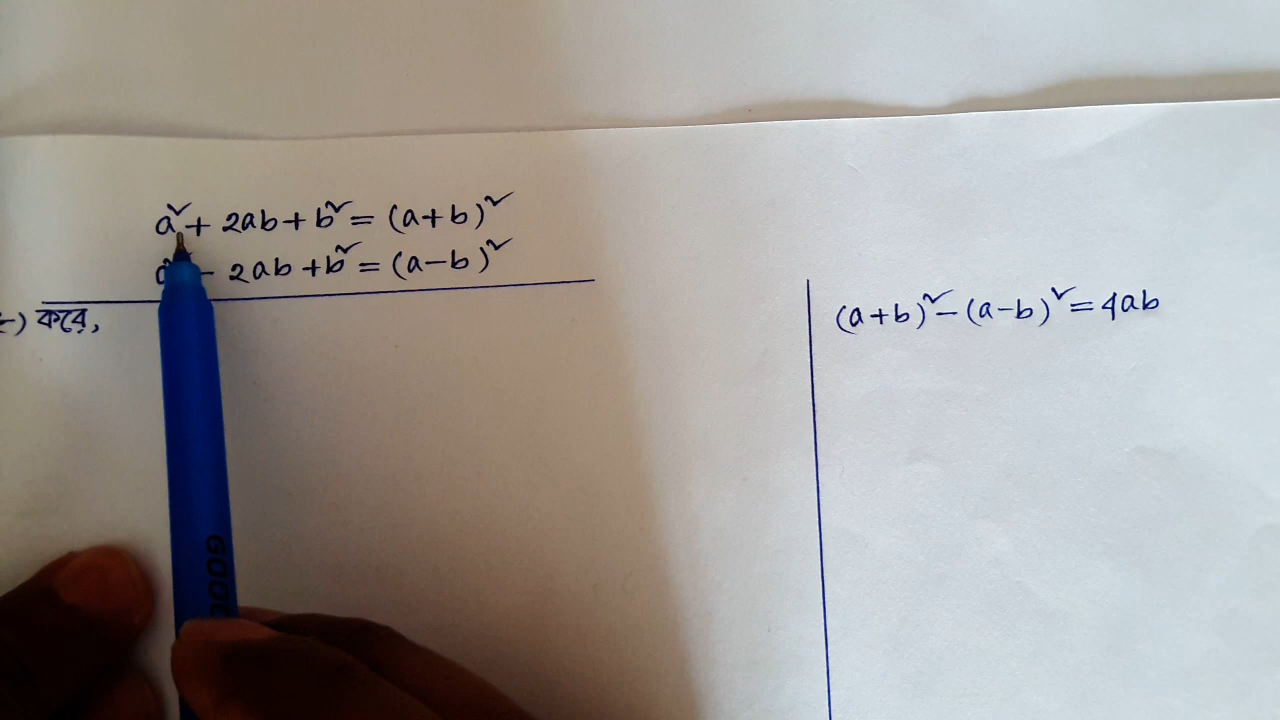 a² + 2ab + b² = (a+b)²
- 2ab + b² = (a-b)²
(-) করে,
(a+b)² - (a-b)² = 4ab